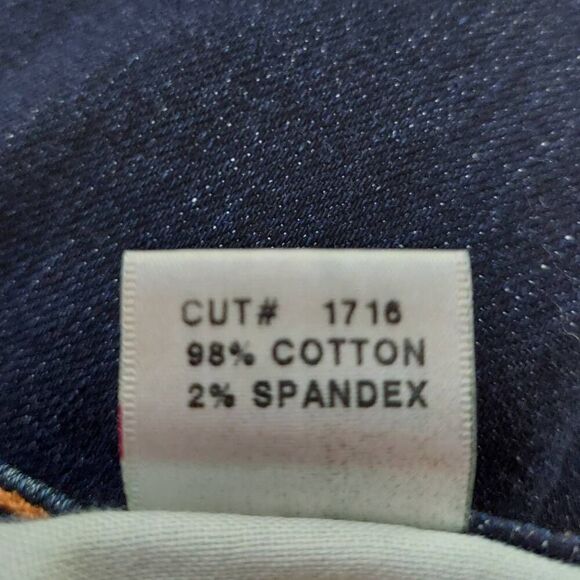 CUT# 1716
98% COTTON
2% SPANDEX